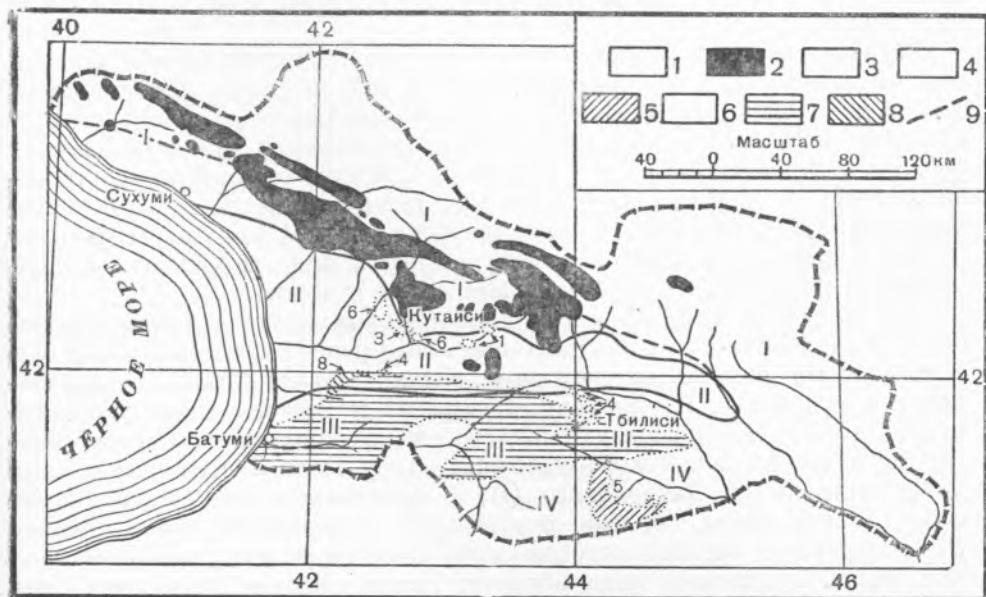 40 42
1 2 3 4
5 6 7 8 9
Масштаб
40 0 40 80 120 км
I
Сухуми
I
II
ЧЕРНОЕ МОРЕ
I
6 Кутаиси
3 6 1
I
42 8 4 II 42
II
4
Тбилиси
III
Батуми
III III
IV
5
IV
42 44 46